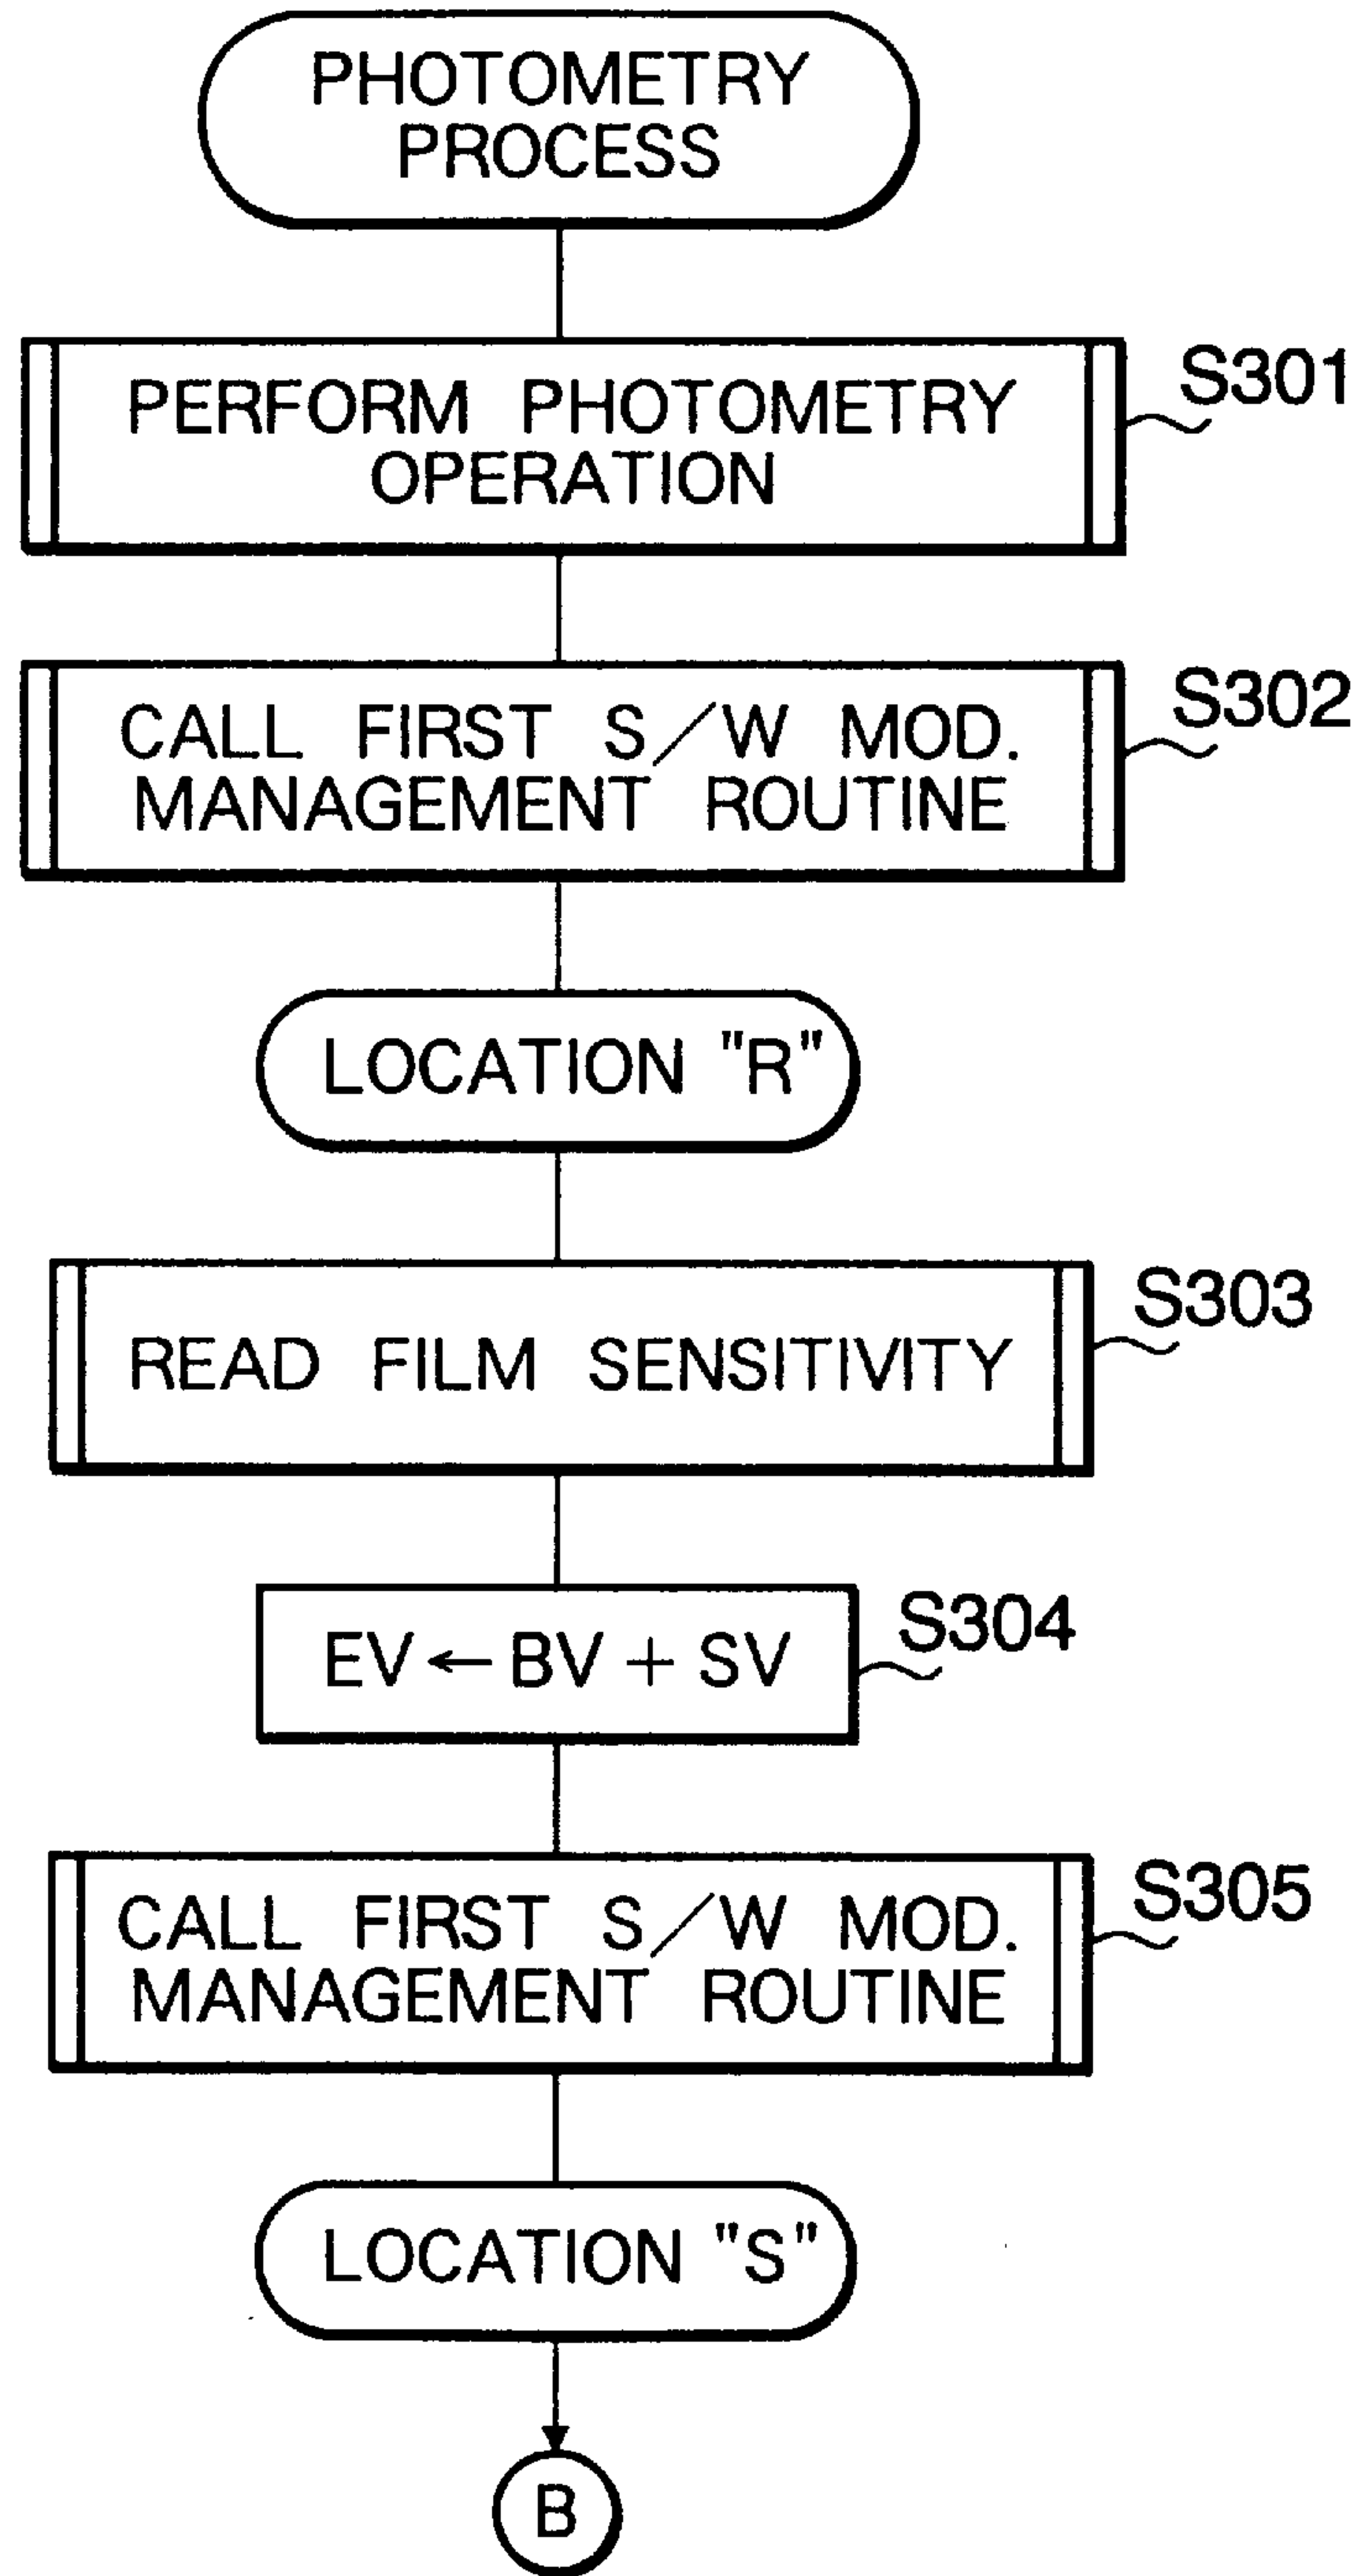 PHOTOMETRY
PROCESS
PERFORM PHOTOMETRY
OPERATION
S301
CALL FIRST S/W MOD.
MANAGEMENT ROUTINE
S302
LOCATION "R"
READ FILM SENSITIVITY
S303
EV ← BV + SV
S304
CALL FIRST S/W MOD.
MANAGEMENT ROUTINE
S305
LOCATION "S"
B